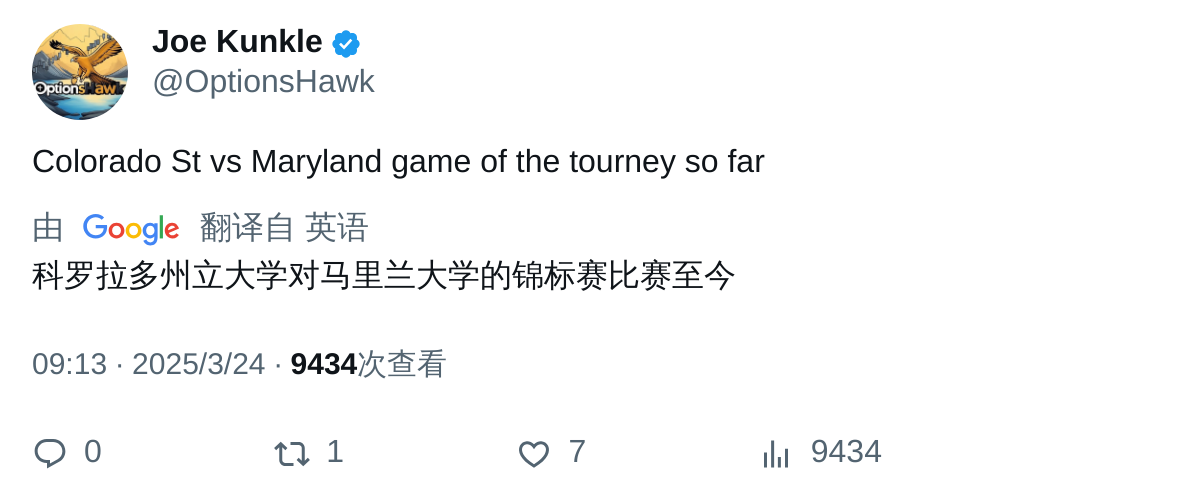 Joe Kunkle
@OptionsHawk
OptionsHawk
Colorado St vs Maryland game of the tourney so far
由 Google 翻译自 英语
科罗拉多州立大学对马里兰大学的锦标赛比赛至今
09:13 · 2025/3/24 · 9434次查看
0 1 7 9434